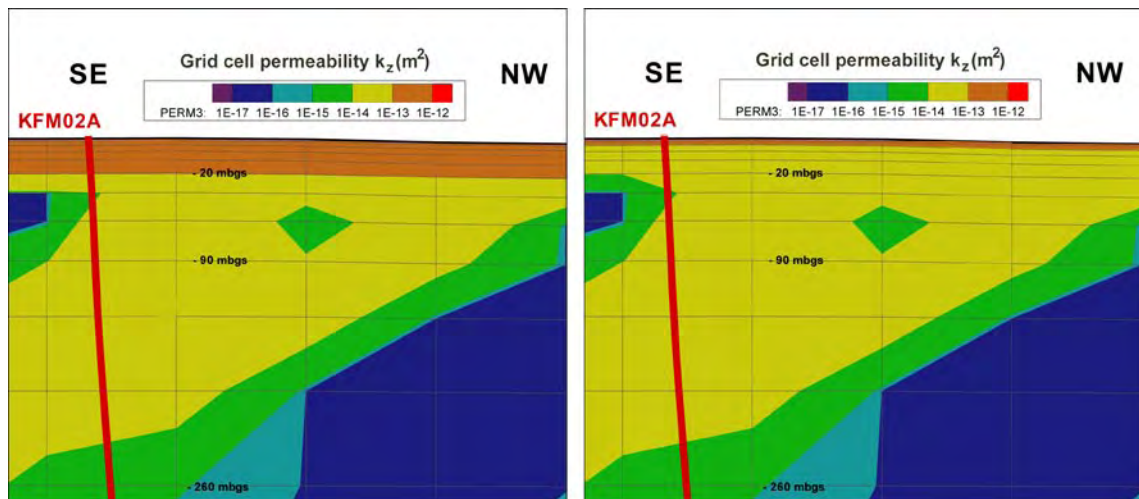 Grid cell permeability kz(m²)
SE NW
PERM3: 1E-17 1E-16 1E-15 1E-14 1E-13 1E-12
KFM02A
- 20 mbgs
- 90 mbgs
- 260 mbgs
Grid cell permeability kz(m²)
SE NW
PERM3: 1E-17 1E-16 1E-15 1E-14 1E-13 1E-12
KFM02A
- 20 mbgs
- 90 mbgs
- 260 mbgs